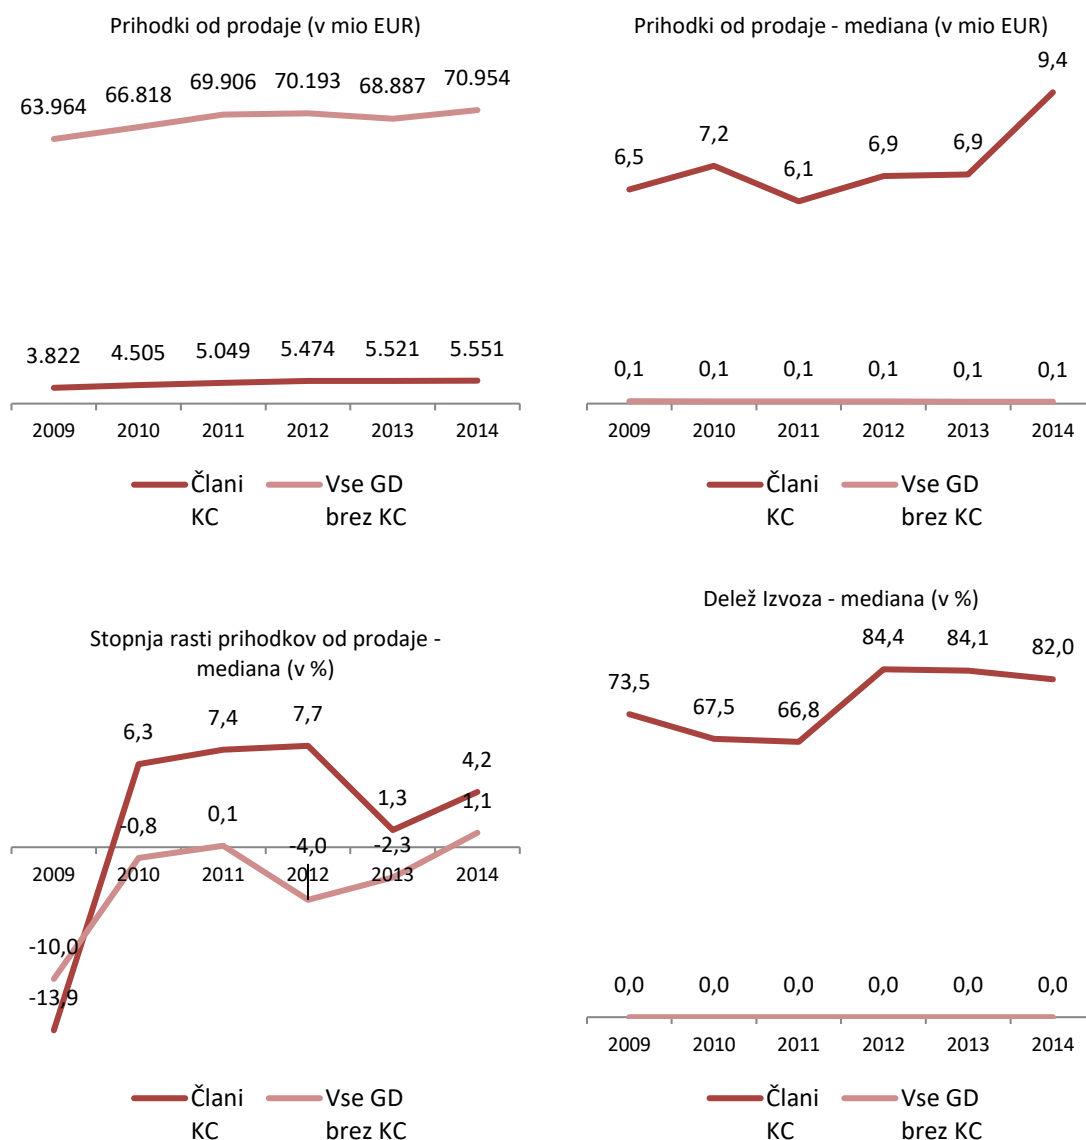 Prihodki od prodaje (v mio EUR)
63.964 66.818 69.906 70.193 68.887 70.954
3.822 4.505 5.049 5.474 5.521 5.551
2009 2010 2011 2012 2013 2014
Člani KC
Vse GD brez KC
Prihodki od prodaje - mediana (v mio EUR)
6,5 7,2 6,1 6,9 6,9 9,4
0,1 0,1 0,1 0,1 0,1 0,1
2009 2010 2011 2012 2013 2014
Člani KC
Vse GD brez KC
Stopnja rasti prihodkov od prodaje -
mediana (v %)
-13,9 6,3 7,4 7,7 1,3 4,2
-10,0 -0,8 0,1 -4,0 -2,3 1,1
2009 2010 2011 2012 2013 2014
Člani KC
Vse GD brez KC
Delež Izvoza - mediana (v %)
73,5 67,5 66,8 84,4 84,1 82,0
0,0 0,0 0,0 0,0 0,0 0,0
2009 2010 2011 2012 2013 2014
Člani KC
Vse GD brez KC